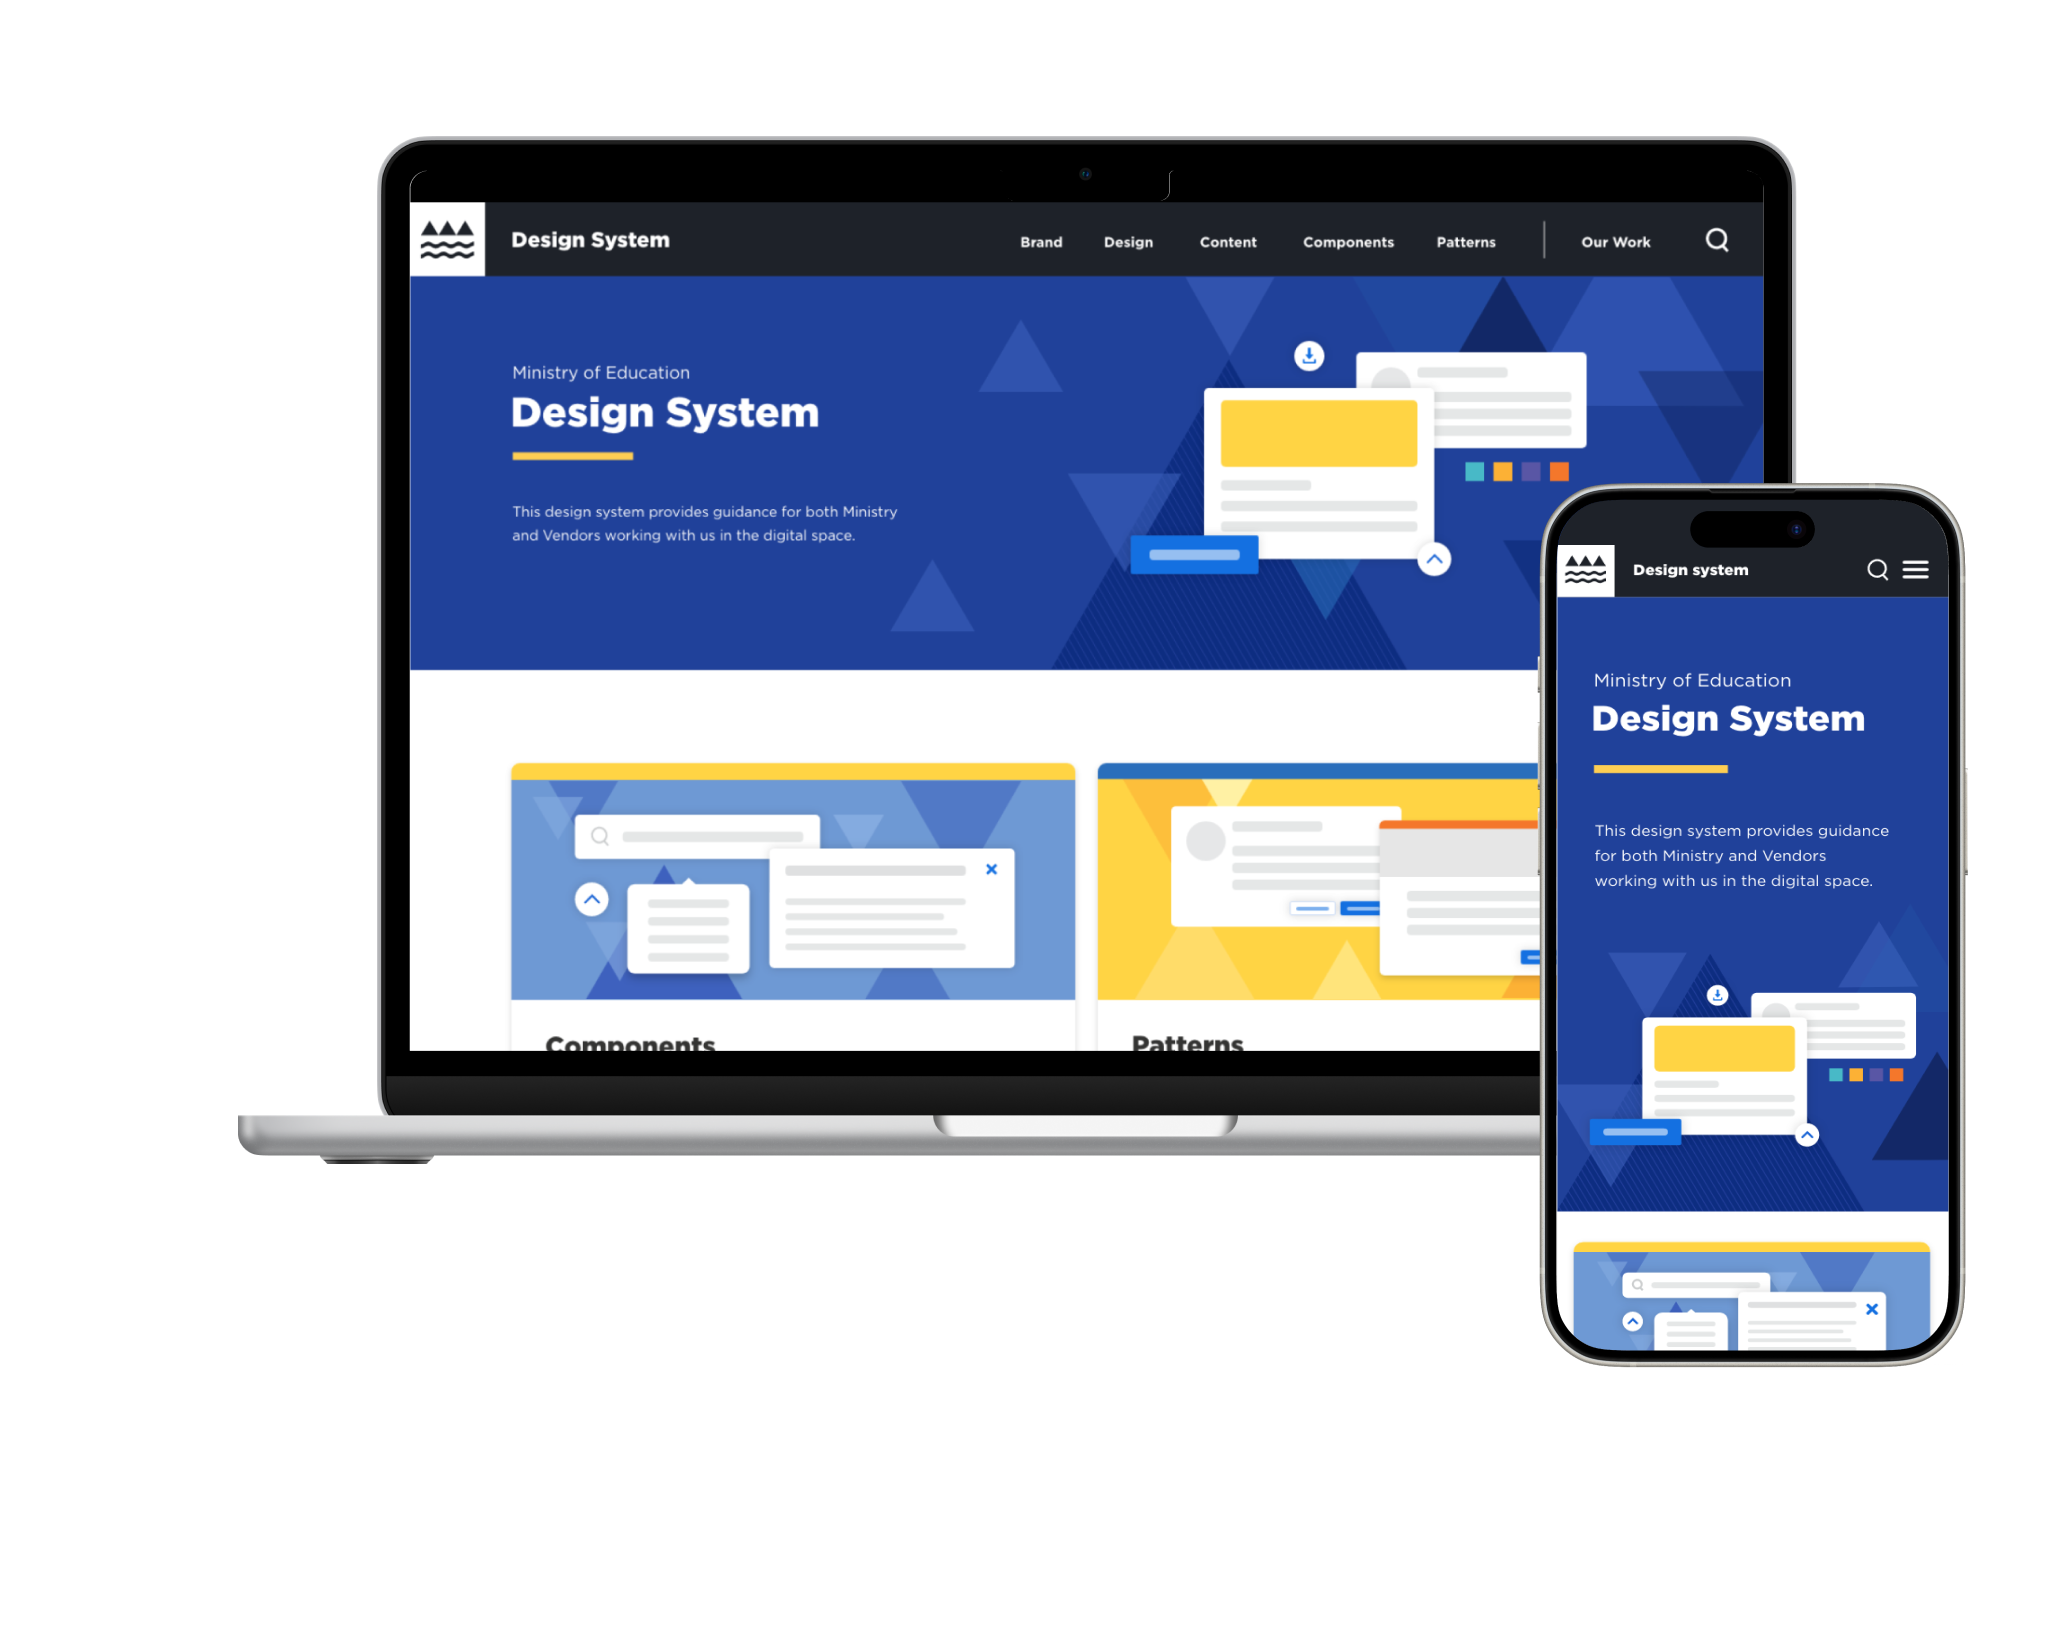 Design System
Brand
Design
Content
Components
Patterns
Our Work
Ministry of Education
Design System
This design system provides guidance for both Ministry
and Vendors working with us in the digital space.
Components
Patterns
Design system
Ministry of Education
Design System
This design system provides guidance
for both Ministry and Vendors
working with us in the digital space.